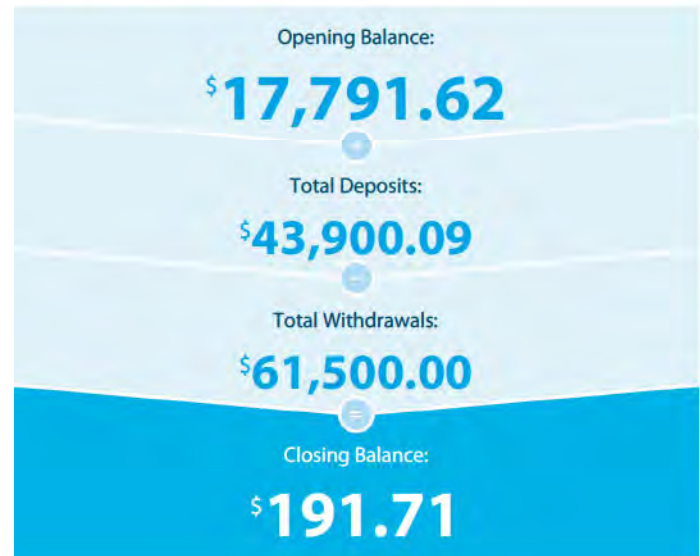 Opening Balance:
$17,791.62
+
Total Deposits:
$43,900.09
-
Total Withdrawals:
$61,500.00
=
Closing Balance:
$191.71